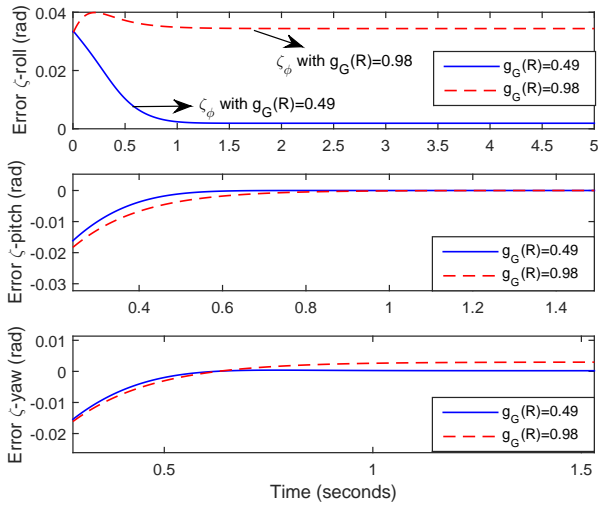 Error ζ-roll (rad)
0.04
0.02
0
0 0.5 1 1.5 2 2.5 3 3.5 4 4.5 5
ζϕ with g_G(R)=0.98
ζϕ with g_G(R)=0.49
g_G(R)=0.49
g_G(R)=0.98
Error ζ-pitch (rad)
0
-0.01
-0.02
-0.03
0.4 0.6 0.8 1 1.2 1.4
g_G(R)=0.49
g_G(R)=0.98
Error ζ-yaw (rad)
0.01
0
-0.01
-0.02
0.5 1 1.5
g_G(R)=0.49
g_G(R)=0.98
Time (seconds)